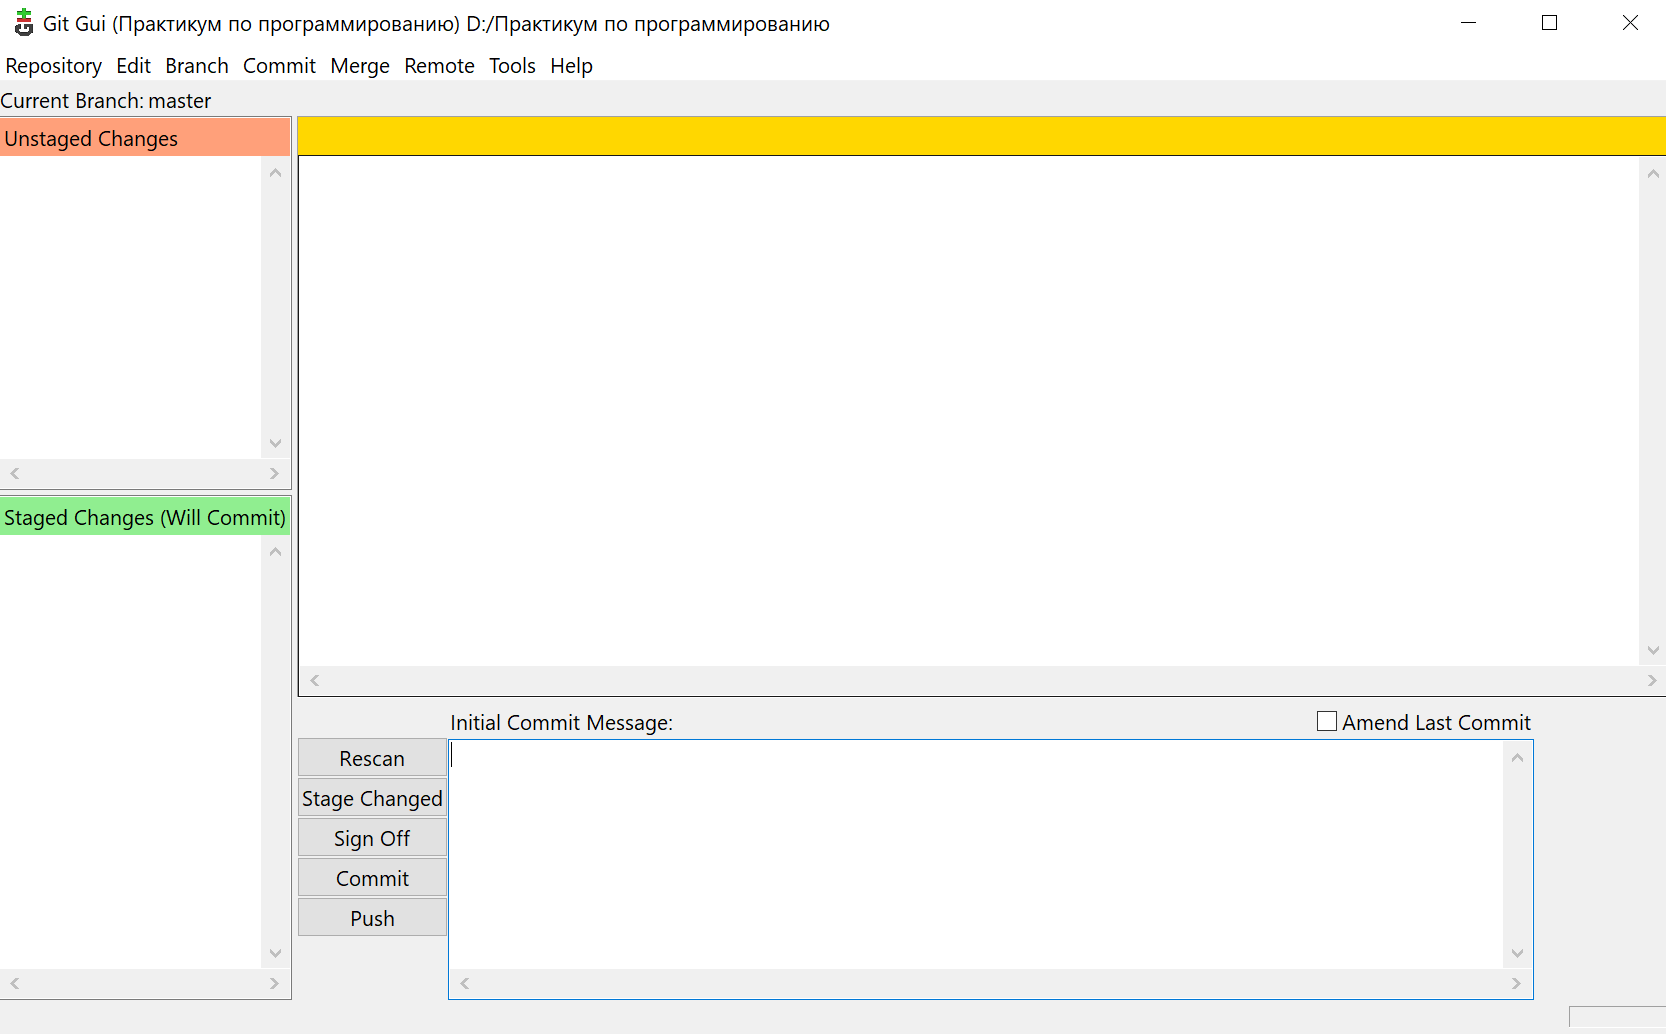 Git Gui (Практикум по программированию) D:/Практикум по программированию
Repository Edit Branch Commit Merge Remote Tools Help
Current Branch: master
Unstaged Changes
Staged Changes (Will Commit)
Initial Commit Message:
Amend Last Commit
Rescan
Stage Changed
Sign Off
Commit
Push